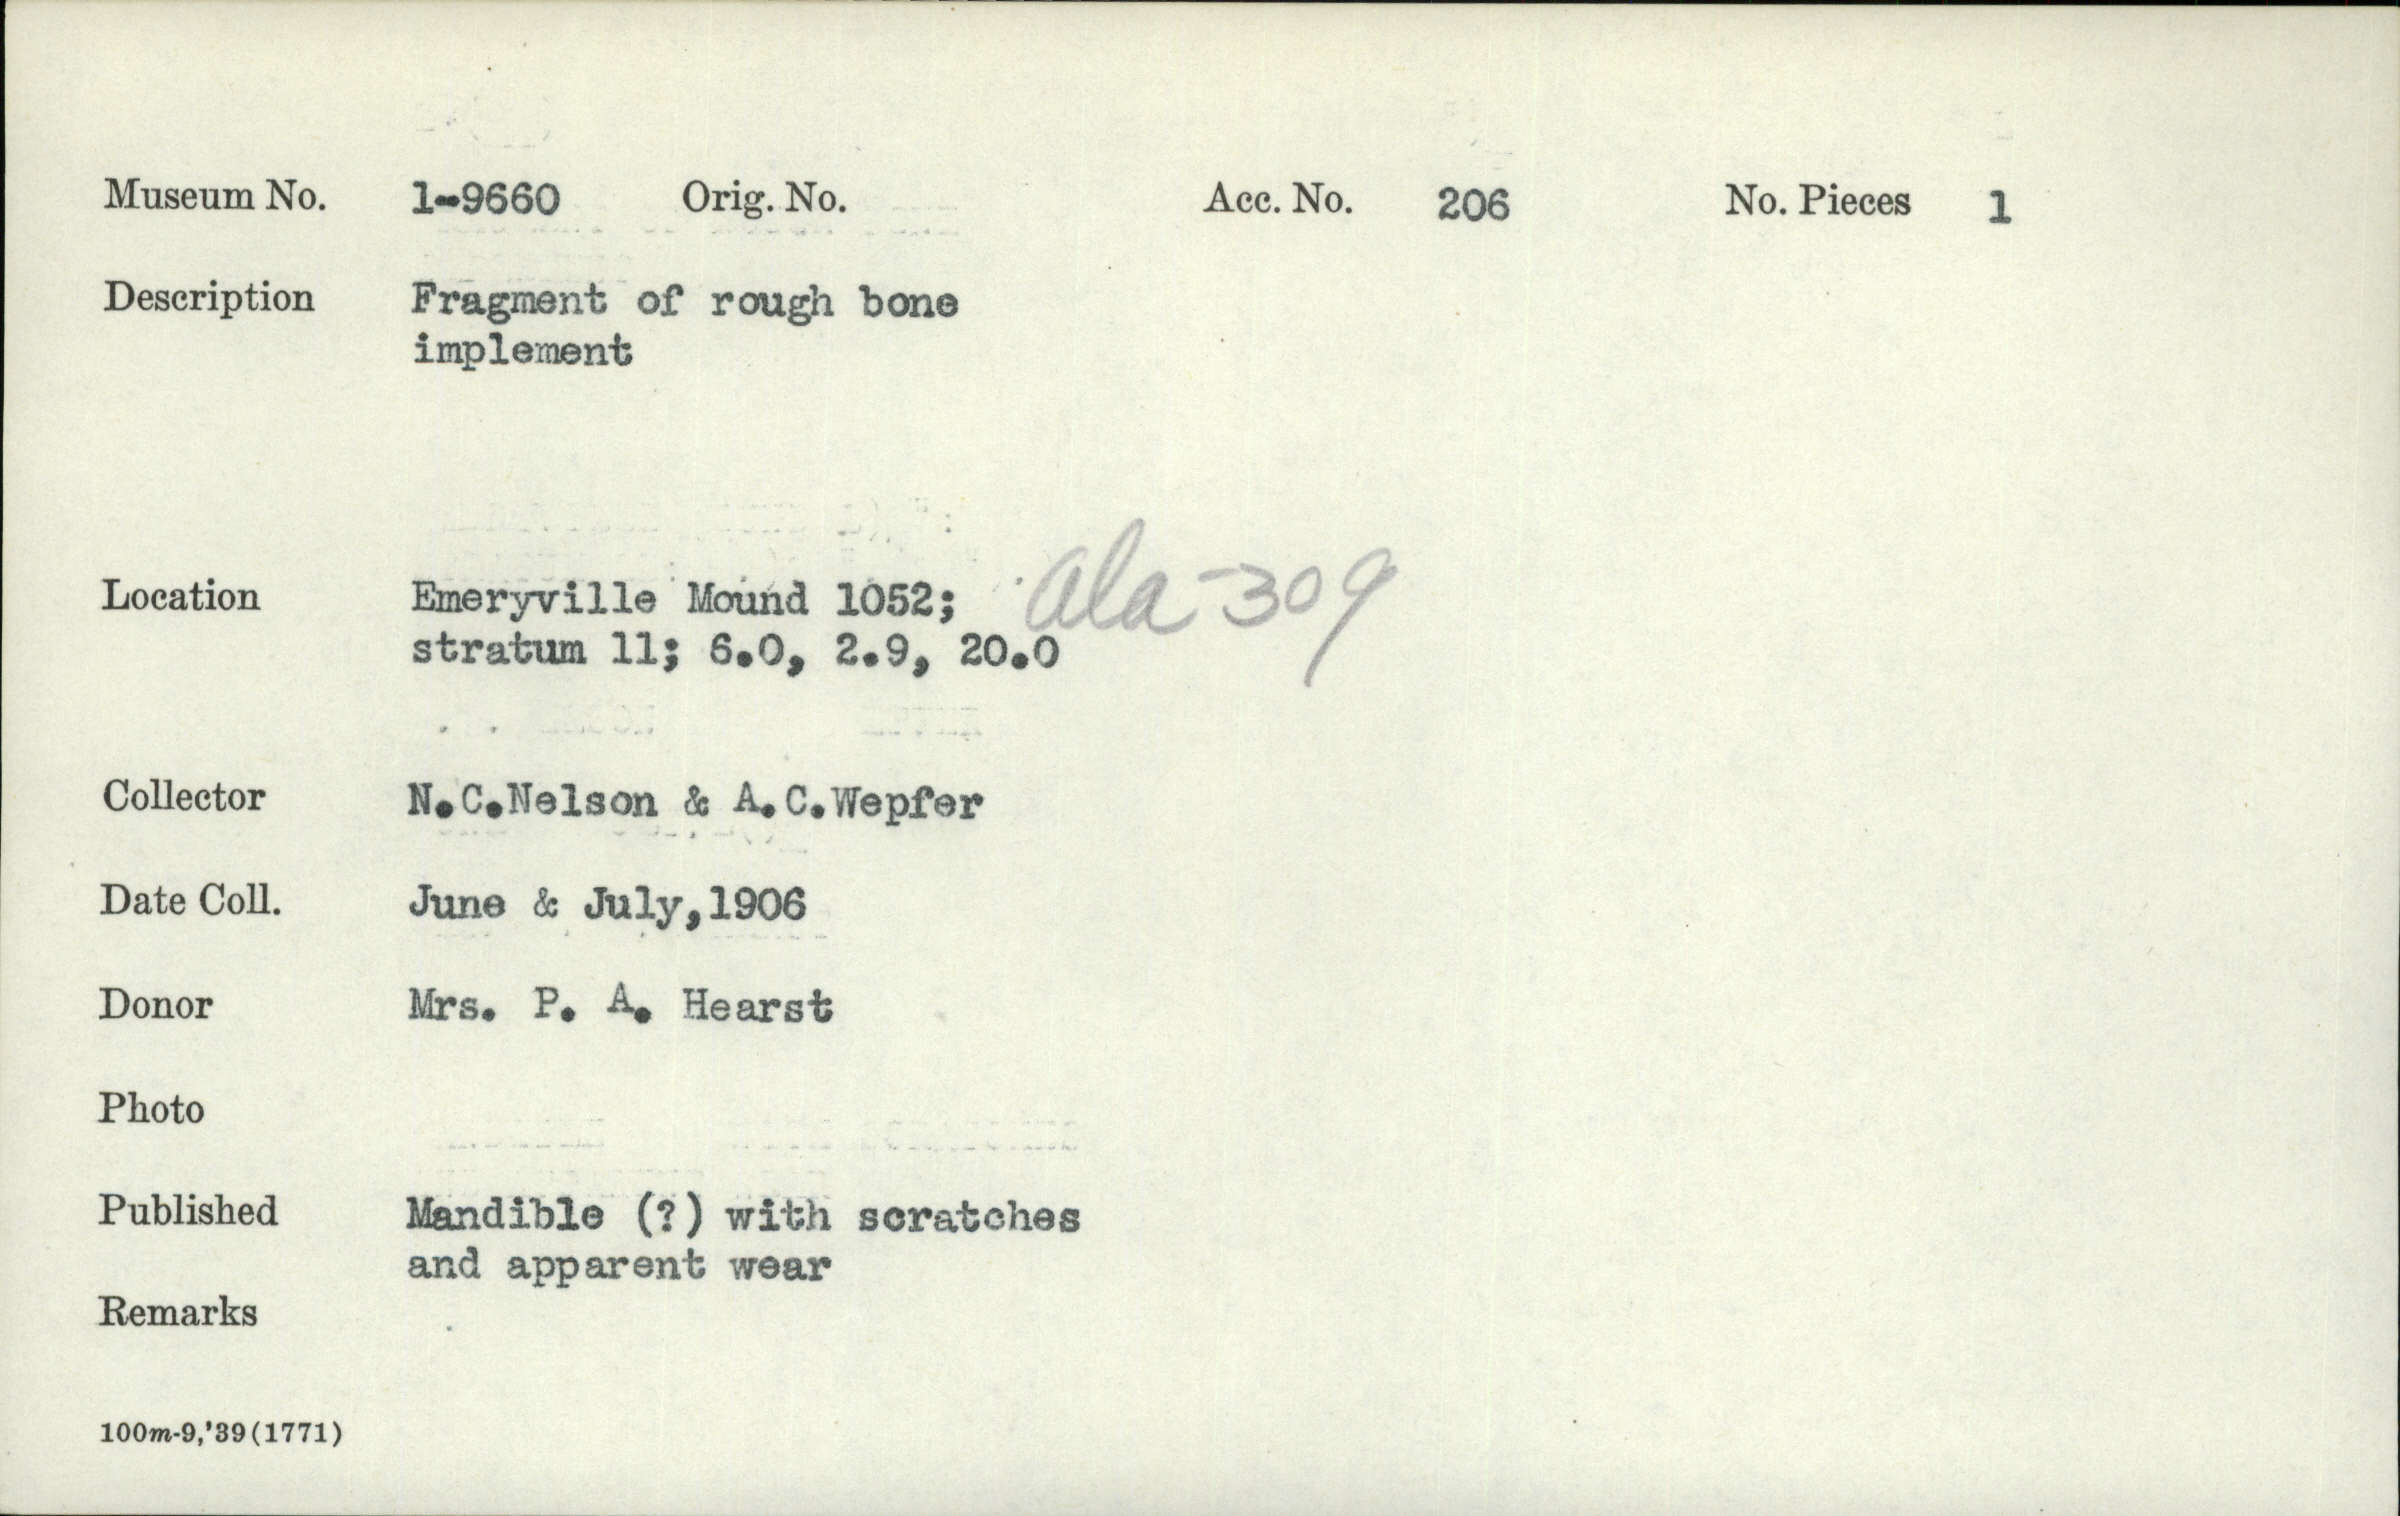 Museum No. 1-9660 Orig. No. Acc. No. 206 No. Pieces 1
Description Fragment of rough bone
implement
Location Emeryville Mound 1052; Ala-309
stratum 11; 6.0, 2.9, 20.0
Collector N.C.Nelson & A.C.Wepfer
Date Coll. June & July,1906
Donor Mrs. P. A. Hearst
Photo
Published Mandible (?) with scratches
and apparent wear
Remarks
100m-9,'39(1771)